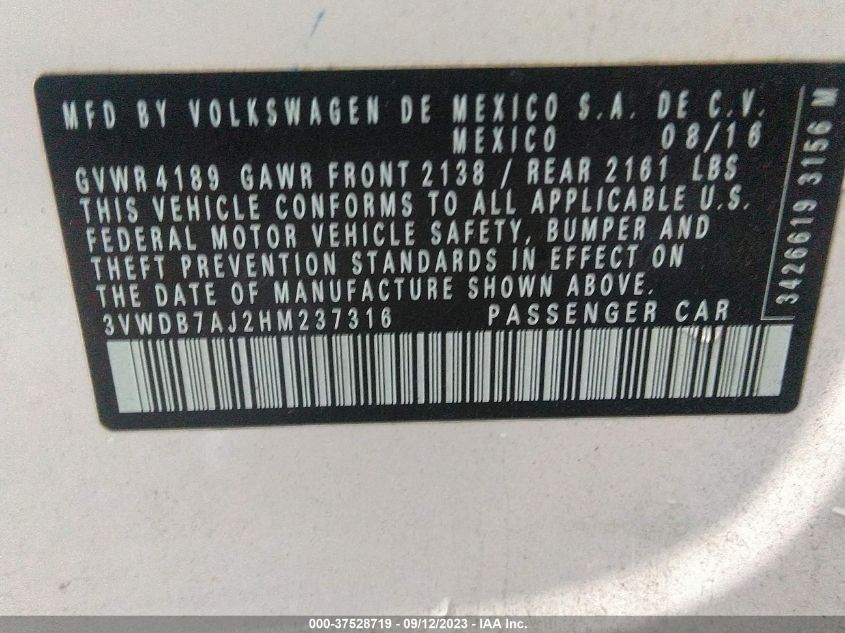 MFD BY VOLKSWAGEN DE MEXICO S.A. DE C.V.
MEXICO 08/16
GVWR 4189 GAWR FRONT 2138 / REAR 2161 LBS
THIS VEHICLE CONFORMS TO ALL APPLICABLE U.S.
FEDERAL MOTOR VEHICLE SAFETY, BUMPER AND
THEFT PREVENTION STANDARDS IN EFFECT ON
THE DATE OF MANUFACTURE SHOWN ABOVE.
3VWDB7AJ2HM237316 PASSENGER CAR
3426619 3156 M
000-37528719 - 09/12/2023 - IAA Inc.